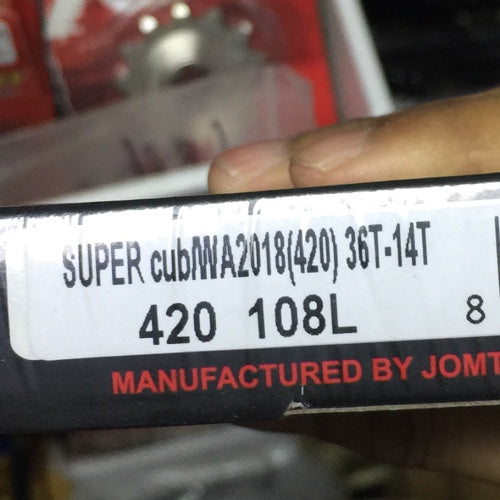 SUPER cub/WA2018(420) 36T-14T
420 108L 8
MANUFACTURED BY JOMT